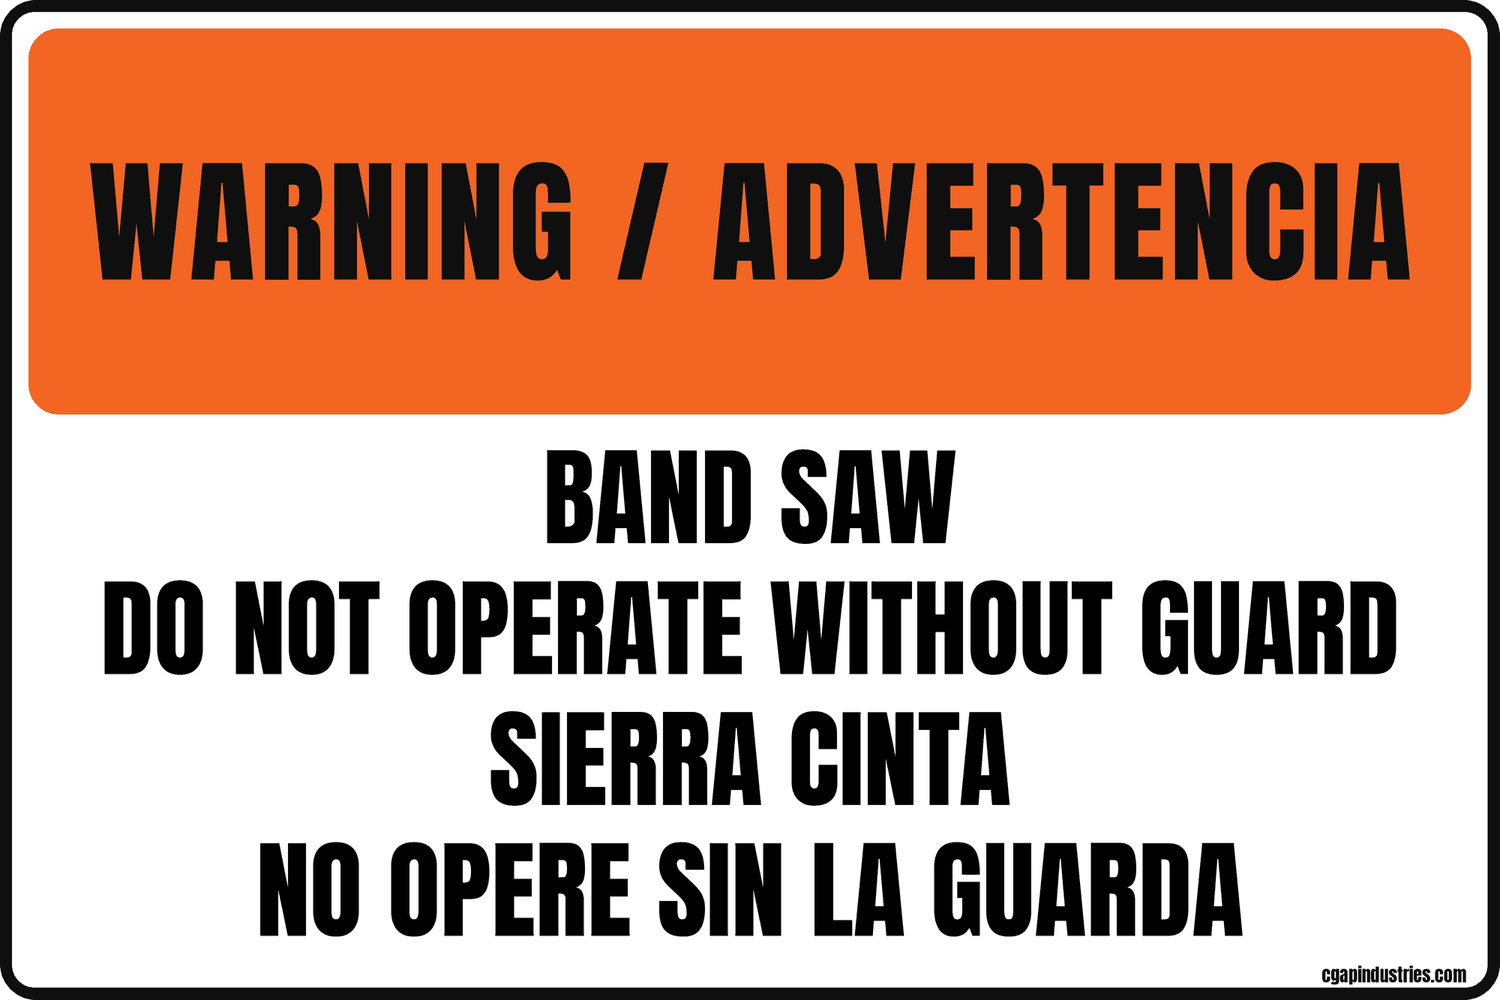 WARNING / ADVERTENCIA
BAND SAW
DO NOT OPERATE WITHOUT GUARD
SIERRA CINTA
NO OPERE SIN LA GUARDA
cgapindustries.com